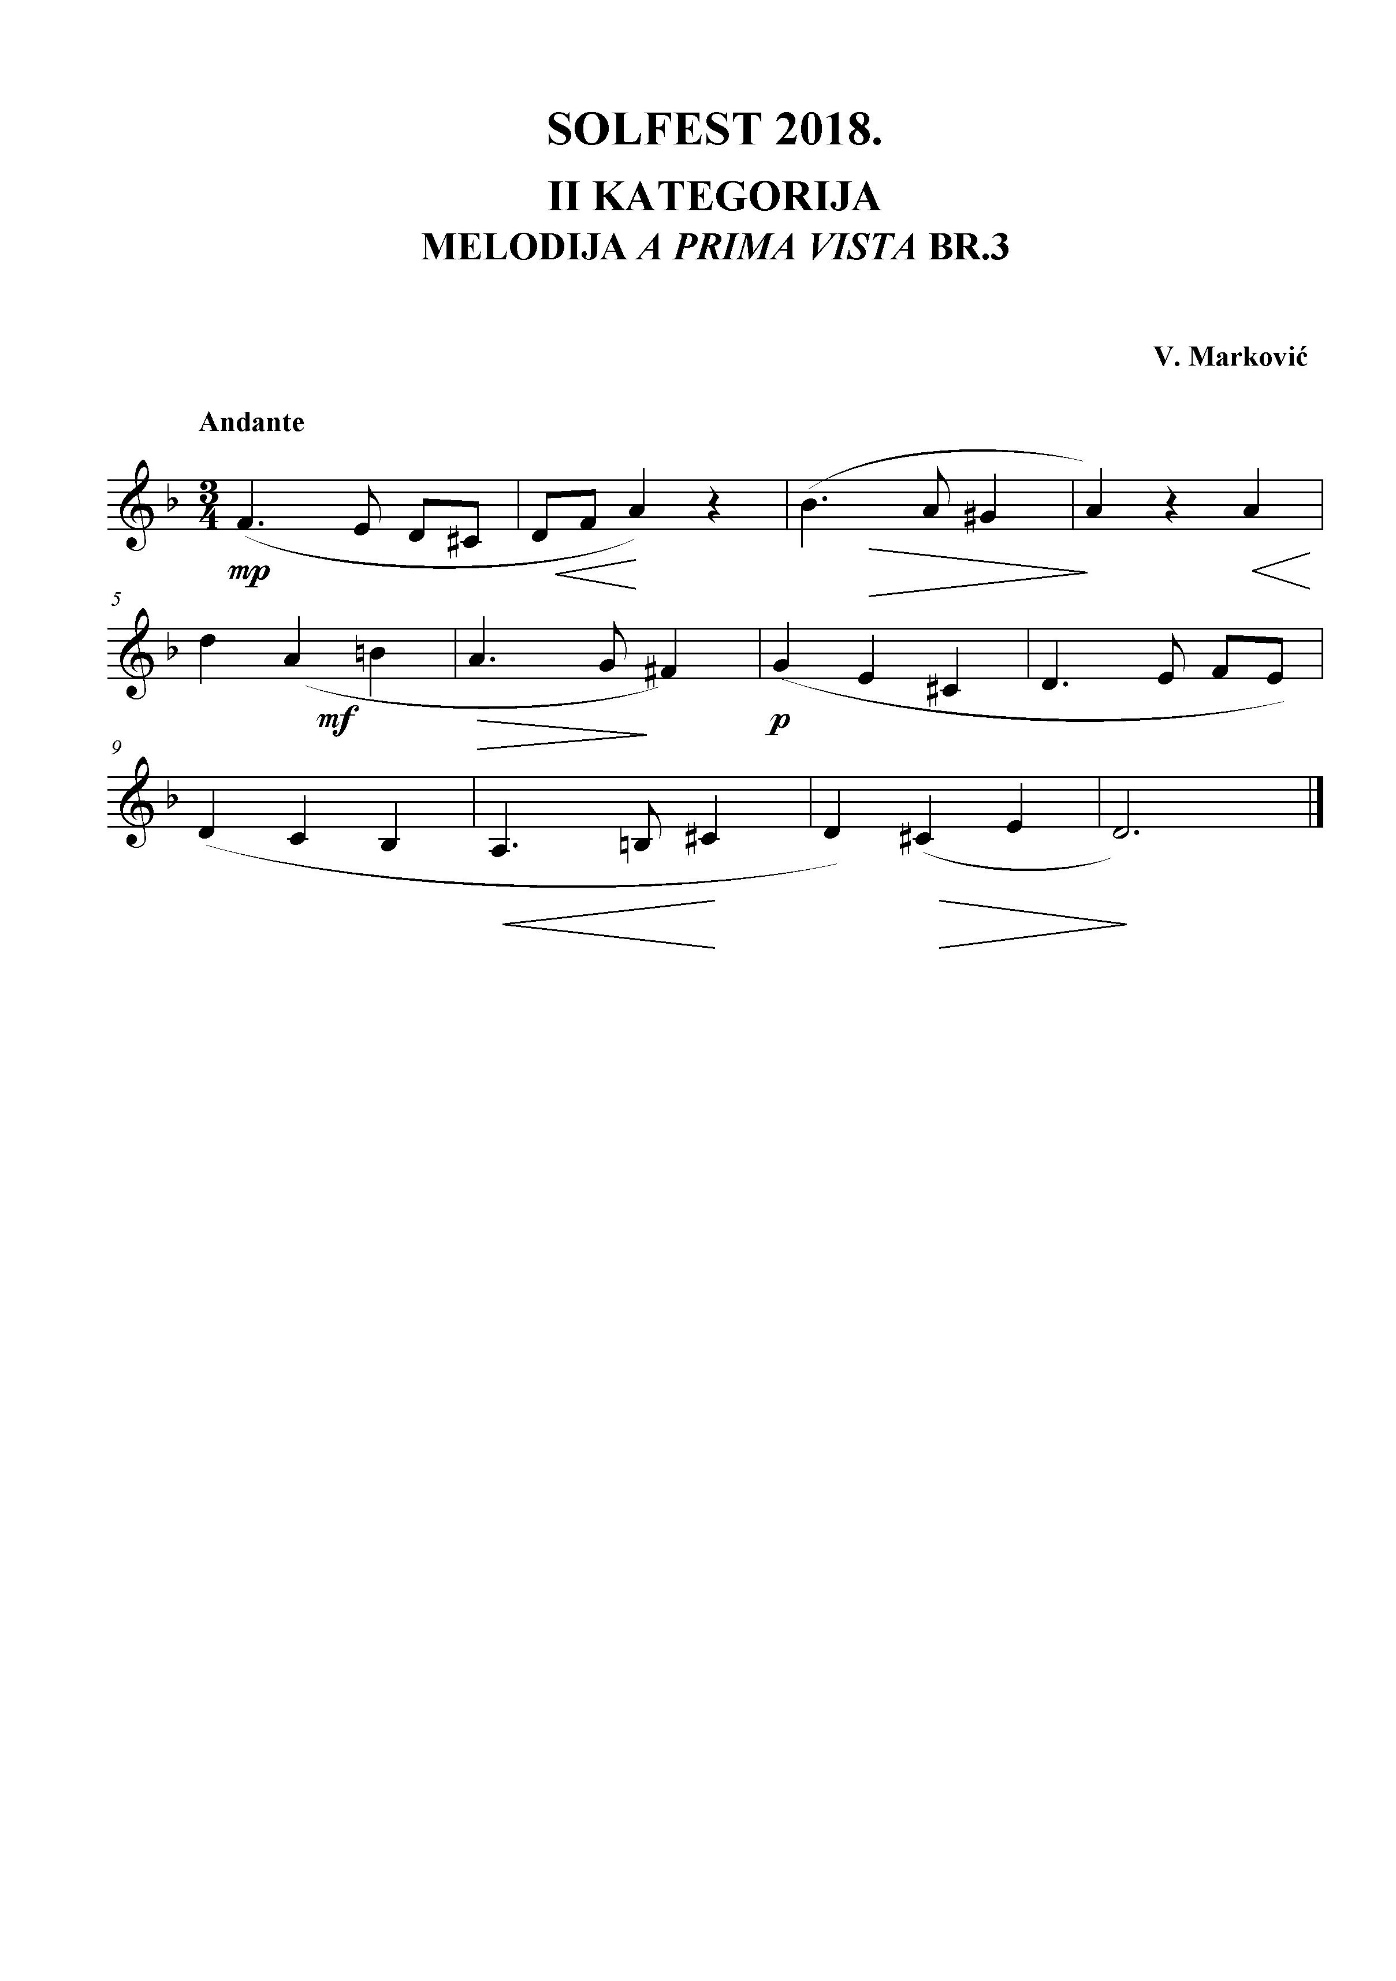 SOLFEST 2018.
II KATEGORIJA
MELODIJA A PRIMA VISTA BR.3
V. Marković
Andante
3
4
mp
5
mf
p
9